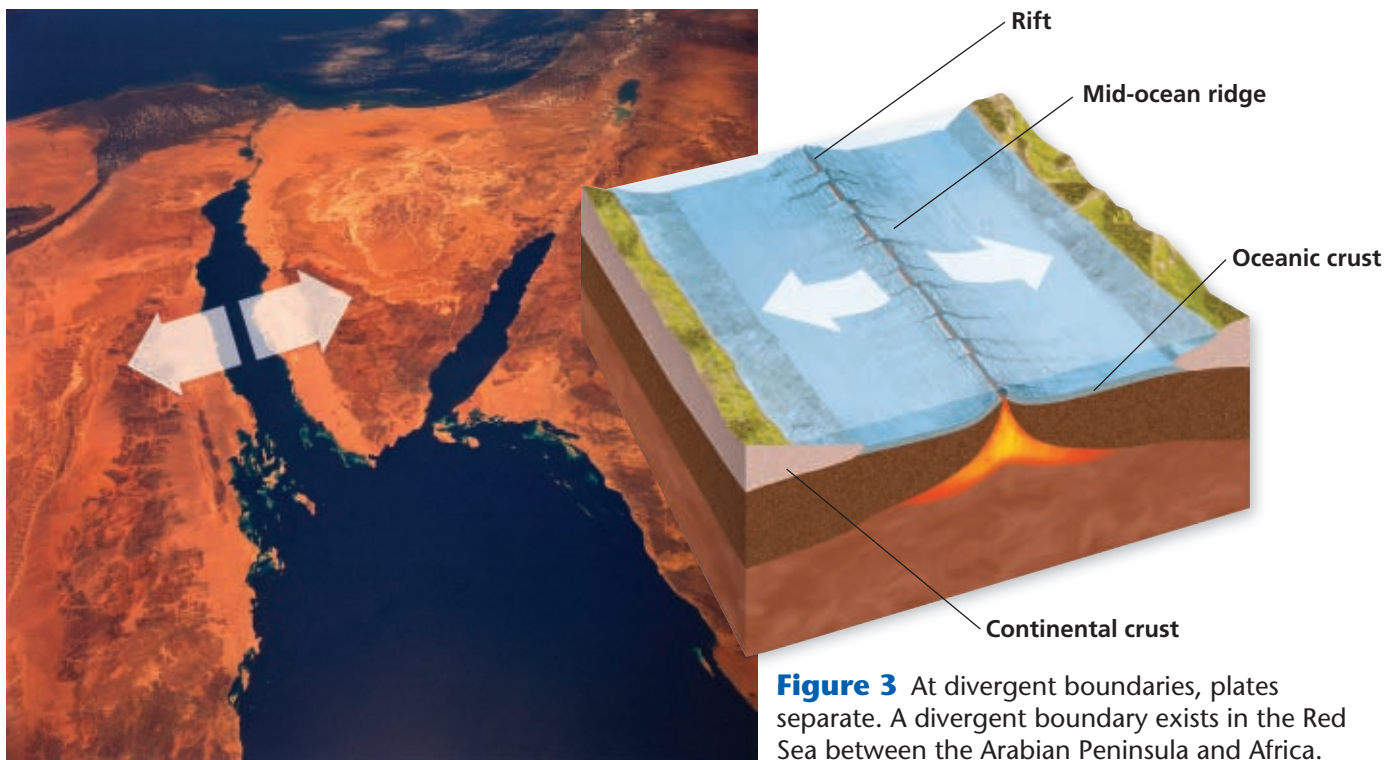 Rift
Mid-ocean ridge
Oceanic crust
Continental crust
Figure 3 At divergent boundaries, plates
separate. A divergent boundary exists in the Red
Sea between the Arabian Peninsula and Africa.